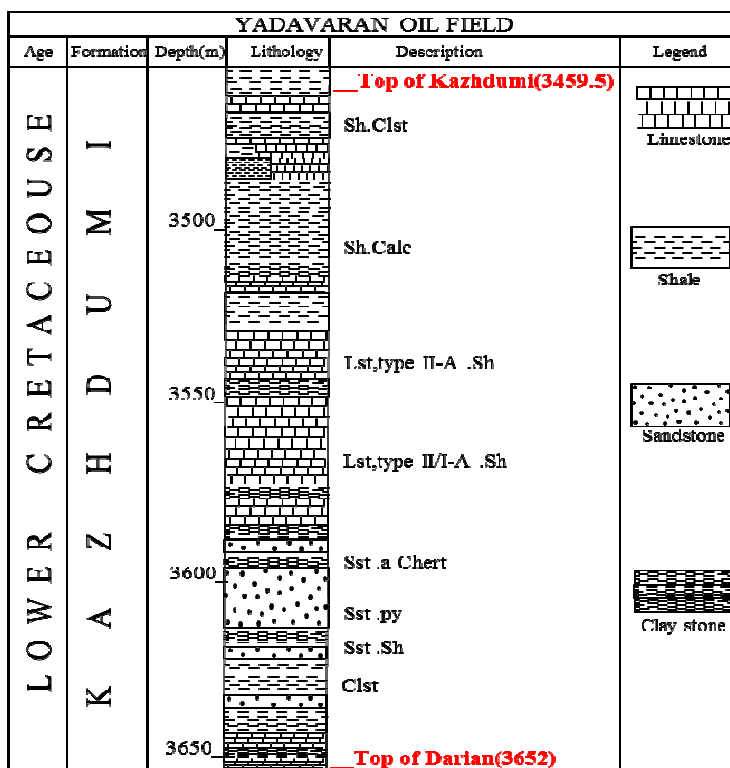 YADAVARAN OIL FIELD
Age Formation Depth(m) Lithology Description Legend
LOWER CRETACEOUSE
KAZHDUMI
__Top of Kazhdumi(3459.5)
Sh.Clst
Limestone
3500
Sh.Calc
Shale
Lst,type II-A .Sh
3550
Sandstone
Lst,type II/I-A .Sh
Sst .a Chert
3600
Sst .py
Clay stone
Sst .Sh
Clst
3650
__Top of Darian(3652)